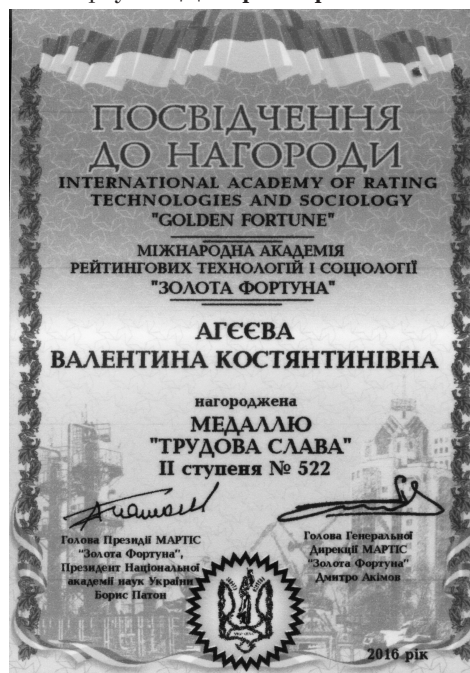 ПОСВІДЧЕННЯ
ДО НАГОРОДИ
INTERNATIONAL ACADEMY OF RATING
TECHNOLOGIES AND SOCIOLOGY
"GOLDEN FORTUNE"
МІЖНАРОДНА АКАДЕМІЯ
РЕЙТИНГОВИХ ТЕХНОЛОГІЙ І СОЦІОЛОГІЇ
"ЗОЛОТА ФОРТУНА"
АГЄЄВА
ВАЛЕНТИНА КОСТЯНТИНІВНА
нагороджена
МЕДАЛЛЮ
"ТРУДОВА СЛАВА"
ІІ ступеня № 522
Голова Президії МАРТІС
"Золота Фортуна",
Президент Національної
академії наук України
Борис Патон
Голова Генеральної
Дирекції МАРТІС
"Золота Фортуна"
Дмитро Акімов
2016 рік